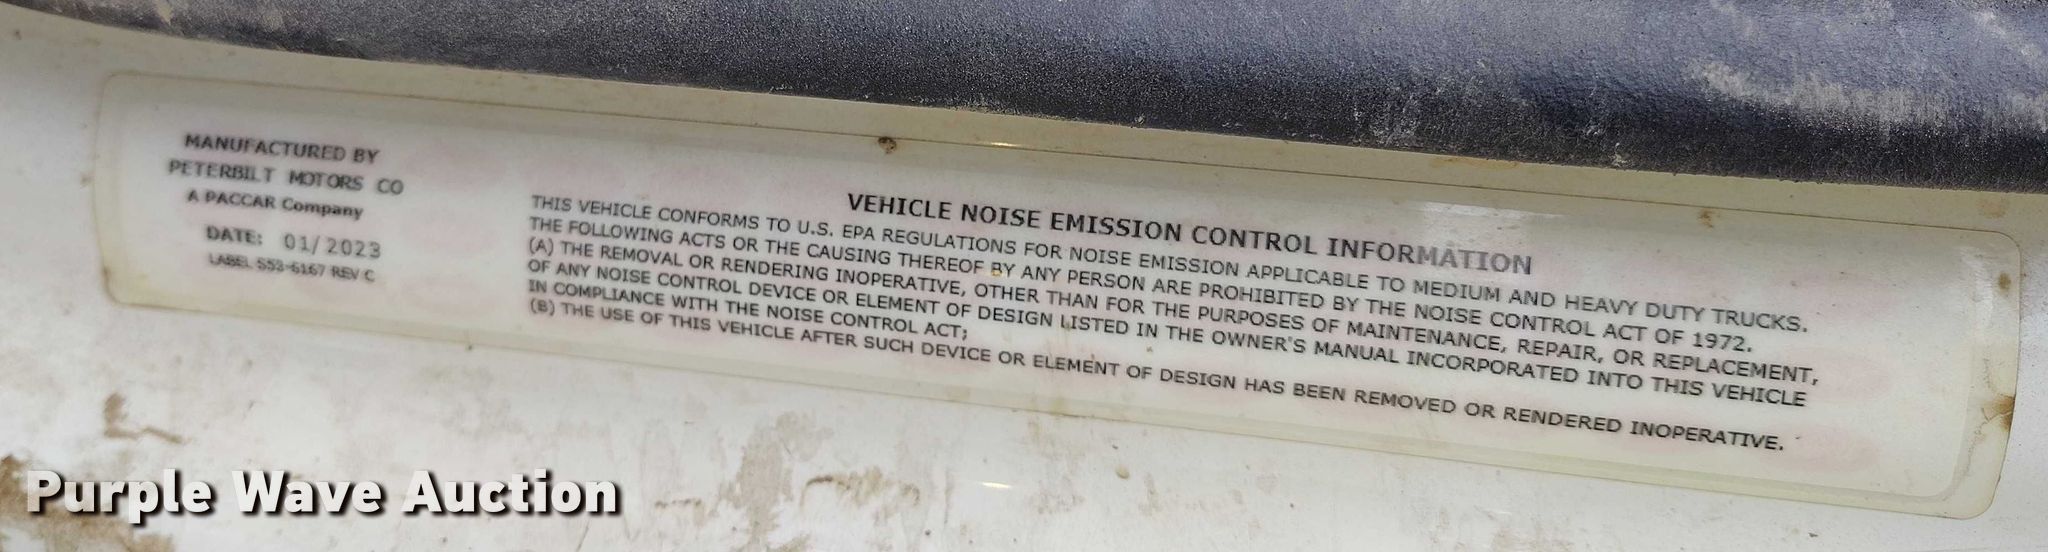 MANUFACTURED BY
PETERBILT MOTORS CO
A PACCAR Company
DATE: 01/2023
LABEL S53-6167 REV C
VEHICLE NOISE EMISSION CONTROL INFORMATION
THIS VEHICLE CONFORMS TO U.S. EPA REGULATIONS FOR NOISE EMISSION APPLICABLE TO MEDIUM AND HEAVY DUTY TRUCKS.
THE FOLLOWING ACTS OR THE CAUSING THEREOF BY ANY PERSON ARE PROHIBITED BY THE NOISE CONTROL ACT OF 1972.
(A) THE REMOVAL OR RENDERING INOPERATIVE, OTHER THAN FOR THE PURPOSES OF MAINTENANCE, REPAIR, OR REPLACEMENT,
OF ANY NOISE CONTROL DEVICE OR ELEMENT OF DESIGN LISTED IN THE OWNER'S MANUAL INCORPORATED INTO THIS VEHICLE
IN COMPLIANCE WITH THE NOISE CONTROL ACT;
(B) THE USE OF THIS VEHICLE AFTER SUCH DEVICE OR ELEMENT OF DESIGN HAS BEEN REMOVED OR RENDERED INOPERATIVE.
Purple Wave Auction